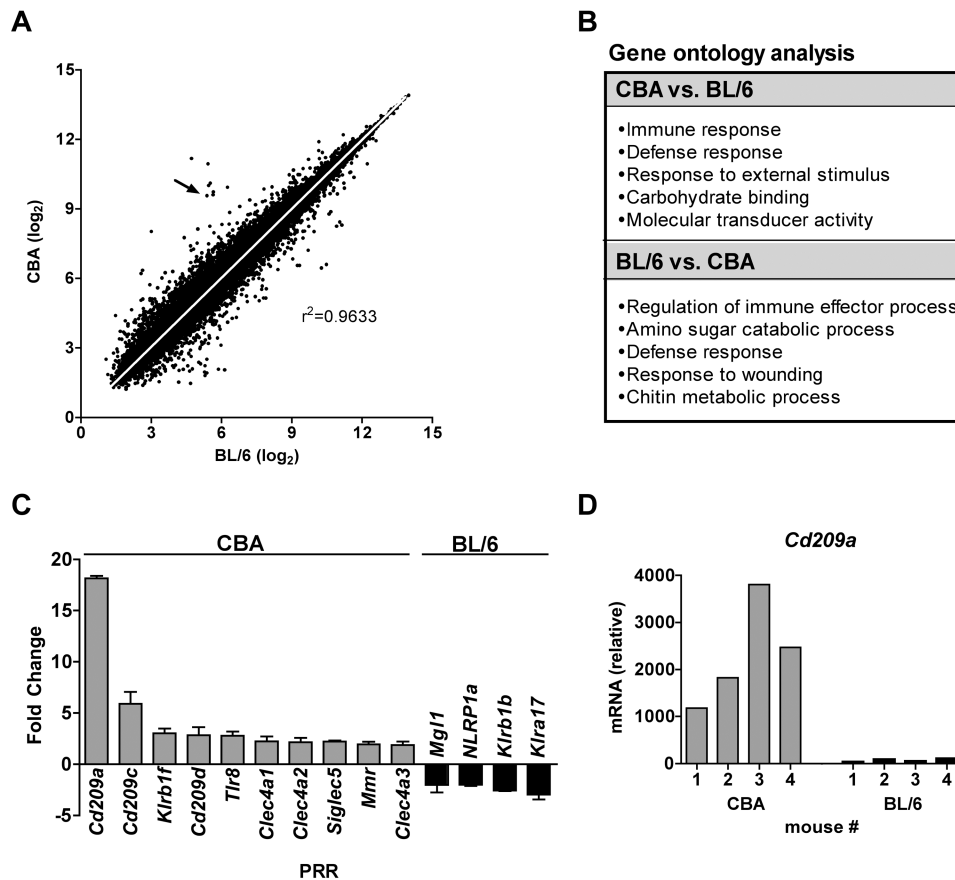 A
15
12
9
6
3
0
CBA (log2)
r2=0.9633
0 3 6 9 12 15
BL/6 (log2)
B
Gene ontology analysis
CBA vs. BL/6
•Immune response
•Defense response
•Response to external stimulus
•Carbohydrate binding
•Molecular transducer activity
BL/6 vs. CBA
•Regulation of immune effector process
•Amino sugar catabolic process
•Defense response
•Response to wounding
•Chitin metabolic process
C
CBA
BL/6
20
15
10
5
0
-5
Fold Change
Cd209a
Cd209c
Klrb1f
Cd209d
Tlr8
Clec4a1
Clec4a2
Siglec5
Mmr
Clec4a3
Mgl1
NLRP1a
Klrb1b
Klra17
PRR
D
Cd209a
4000
3000
2000
1000
0
mRNA (relative)
1 2 3 4 1 2 3 4
CBA BL/6
mouse #